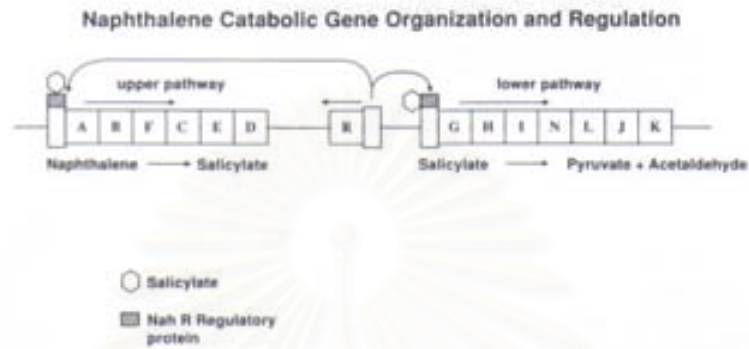 Naphthalene Catabolic Gene Organization and Regulation
upper pathway
lower pathway
A B F C E D
R
G H I N L J K
Naphthalene → Salicylate
Salicylate → Pyruvate + Acetaldehyde
Salicylate
Nah R Regulatory
protein